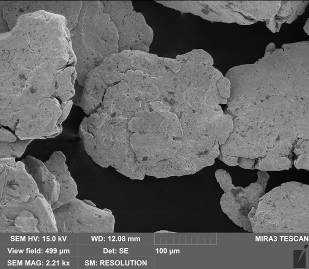 SEM HV: 15.0 kV WD: 12.08 mm MIRA3 TESCAN
View field: 499 µm Det: SE 100 µm
SEM MAG: 2.21 kx SM: RESOLUTION